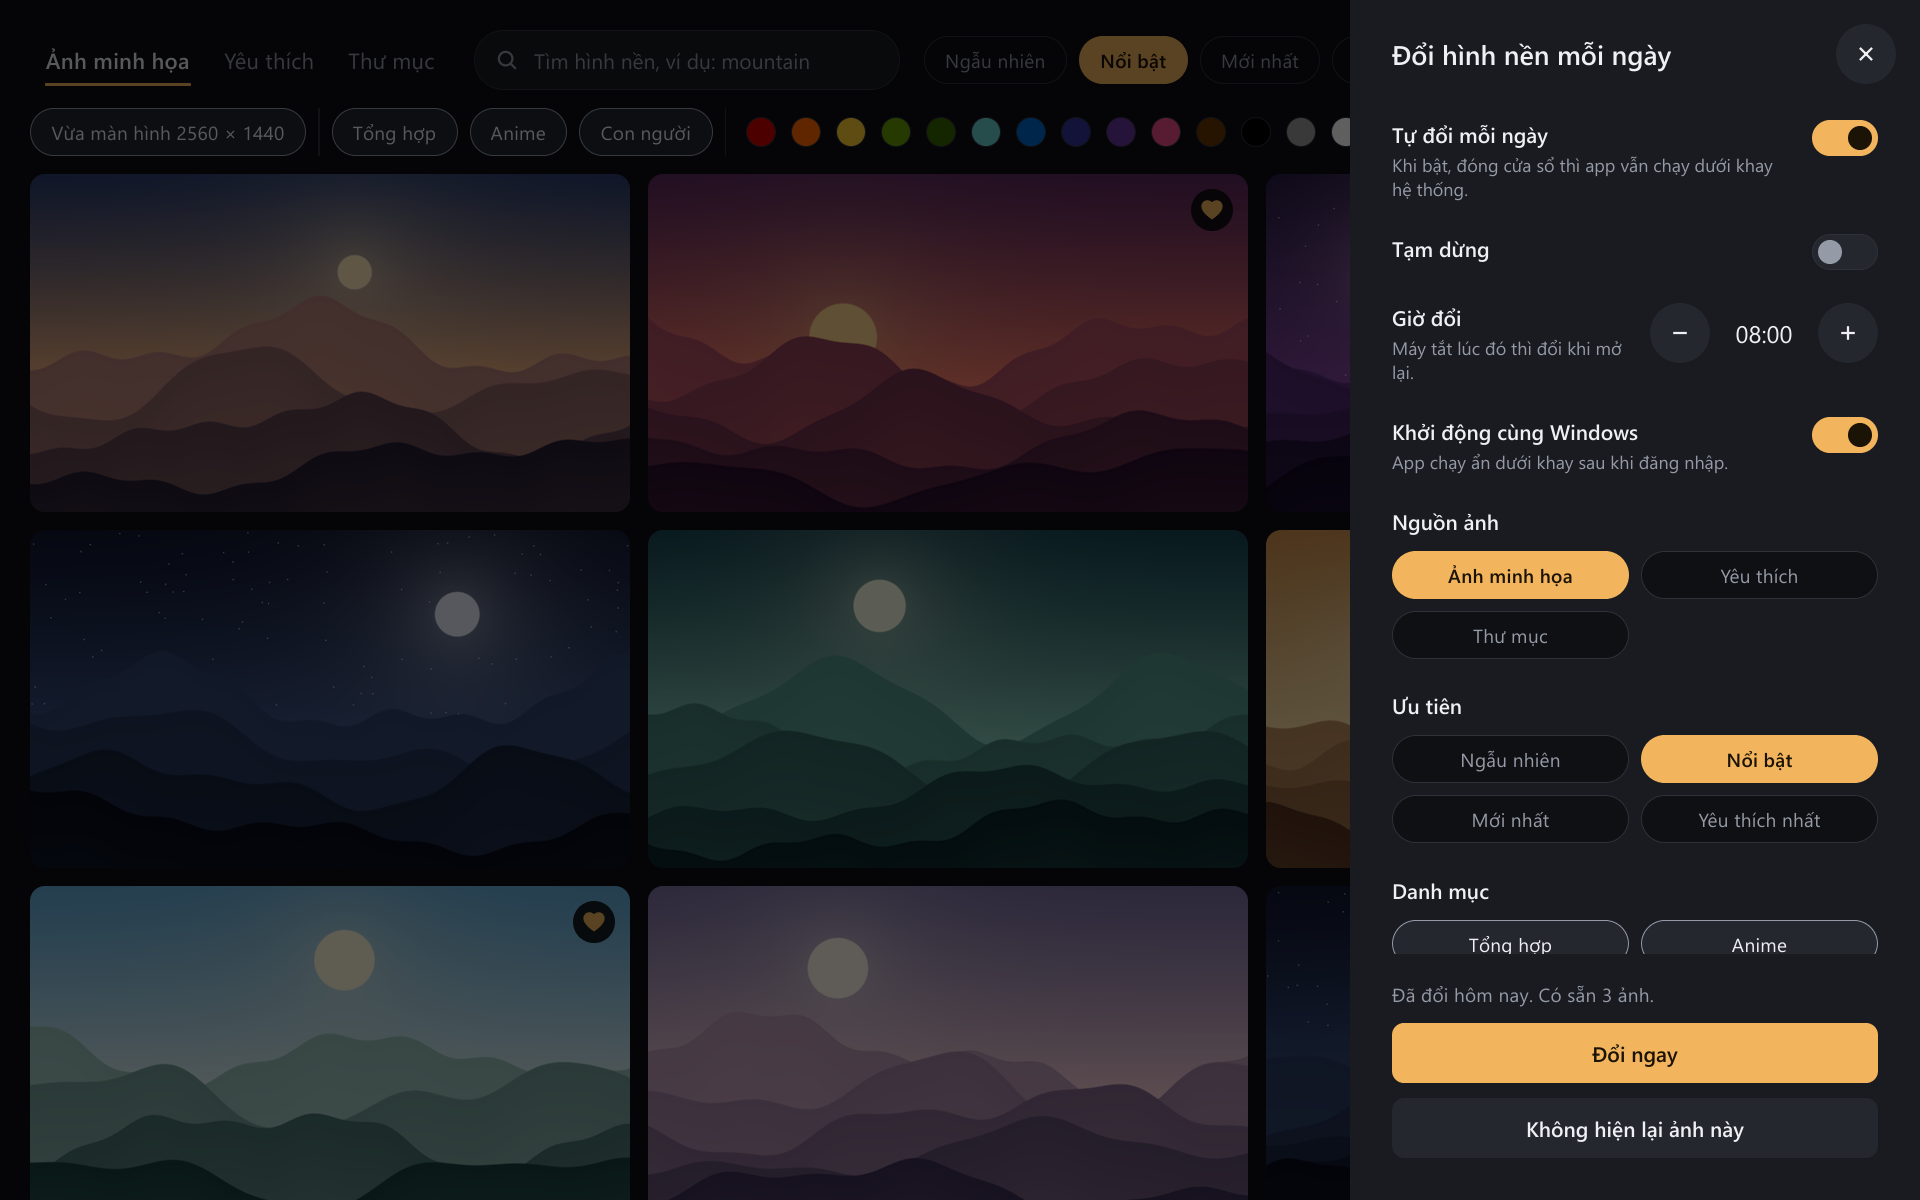 Ảnh minh họa
Yêu thích
Thư mục
Tìm hình nền, ví dụ: mountain
Ngẫu nhiên
Nổi bật
Mới nhất
Vừa màn hình 2560 × 1440
Tổng hợp
Anime
Con người
Đổi hình nền mỗi ngày
Tự đổi mỗi ngày
Khi bật, đóng cửa sổ thì app vẫn chạy dưới khay
hệ thống.
Tạm dừng
Giờ đổi
Máy tắt lúc đó thì đổi khi mở
lại.
08:00
Khởi động cùng Windows
App chạy ẩn dưới khay sau khi đăng nhập.
Nguồn ảnh
Ảnh minh họa
Yêu thích
Thư mục
Ưu tiên
Ngẫu nhiên
Nổi bật
Mới nhất
Yêu thích nhất
Danh mục
Tổng hợp
Anime
Đã đổi hôm nay. Có sẵn 3 ảnh.
Đổi ngay
Không hiện lại ảnh này